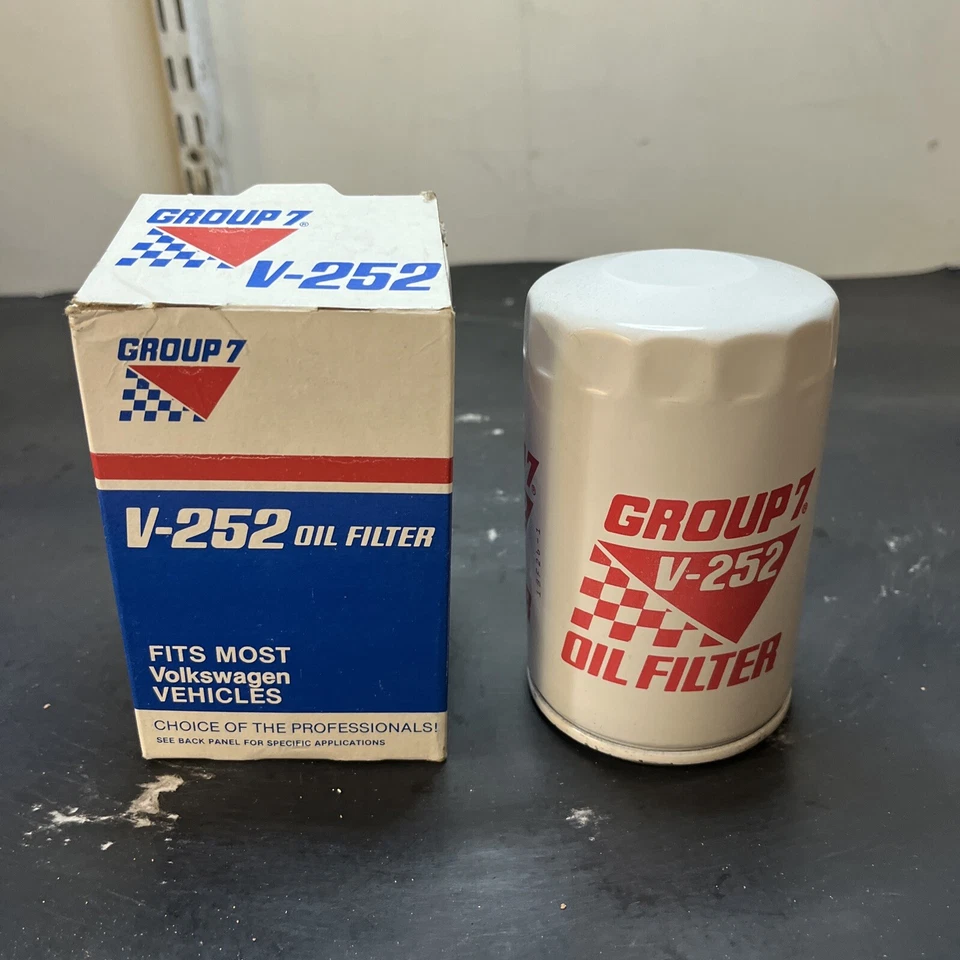 GROUP 7®
V-252
GROUP 7
V-252 OIL FILTER
FITS MOST
Volkswagen
VEHICLES
CHOICE OF THE PROFESSIONALS!
SEE BACK PANEL FOR SPECIFIC APPLICATIONS
GROUP 7®
V-252
OIL FILTER
7®